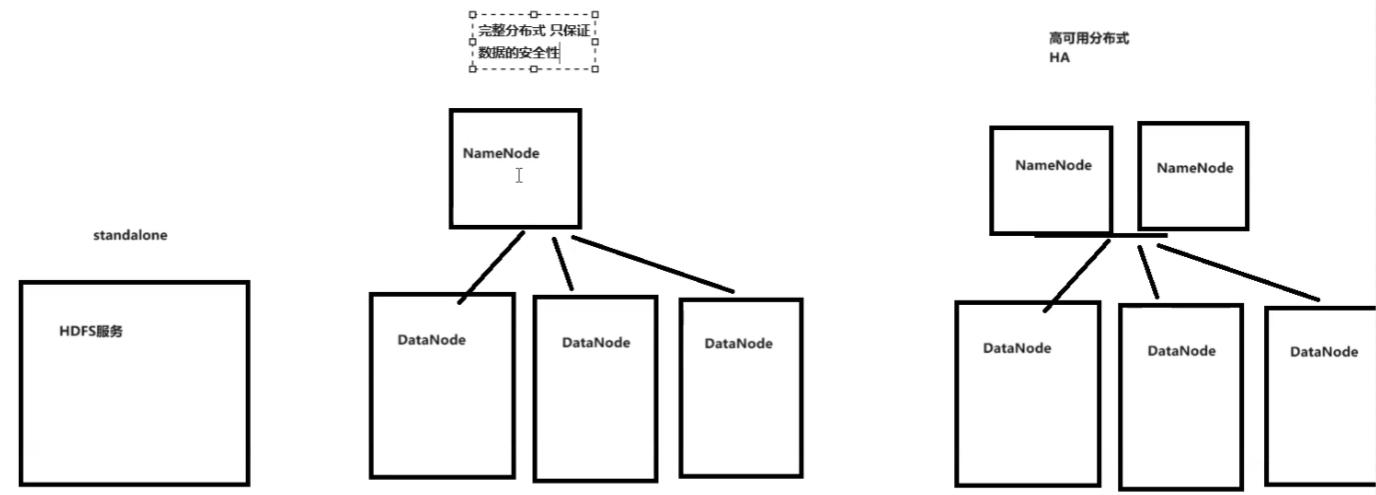 standalone
HDFS服务
完整分布式 只保证
数据的安全性
NameNode
DataNode
DataNode
DataNode
高可用分布式
HA
NameNode
NameNode
DataNode
DataNode
DataNode